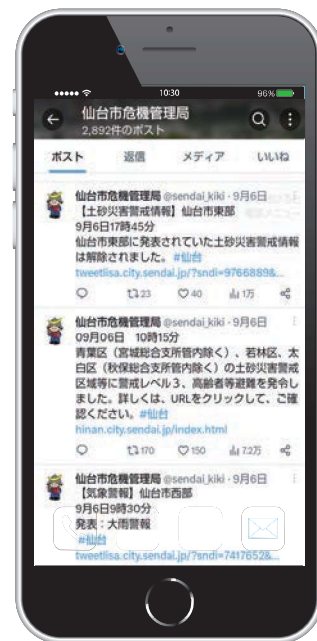 10:30
96%
仙台市危機管理局
2,892件のポスト
ポスト 返信 メディア いいね
仙台市危機管理局 @sendai_kiki・9月6日
【土砂災害警戒情報】仙台市東部
9月6日17時45分
仙台市東部に発表されていた土砂災害警戒情報
は解除されました。#仙台
tweetlisa.city.sendai.jp/?sndi=9766889&...
23 40 1万
仙台市危機管理局 @sendai_kiki・9月6日
09月06日 10時15分
青葉区（宮城総合支所管内除く）、若林区、太
白区（秋保総合支所管内除く）の土砂災害警戒
区域等に警戒レベル３、高齢者等避難を発令し
ました。詳しくは、URLをクリックして、ご確
認ください。#仙台
hinan.city.sendai.jp/index.html
170 150 7.2万
仙台市危機管理局 @sendai_kiki・9月6日
【気象警報】仙台市西部
9月6日9時30分
発表：大雨警報
#仙台
tweetlisa.city.sendai.jp/?sndi=7417652&...